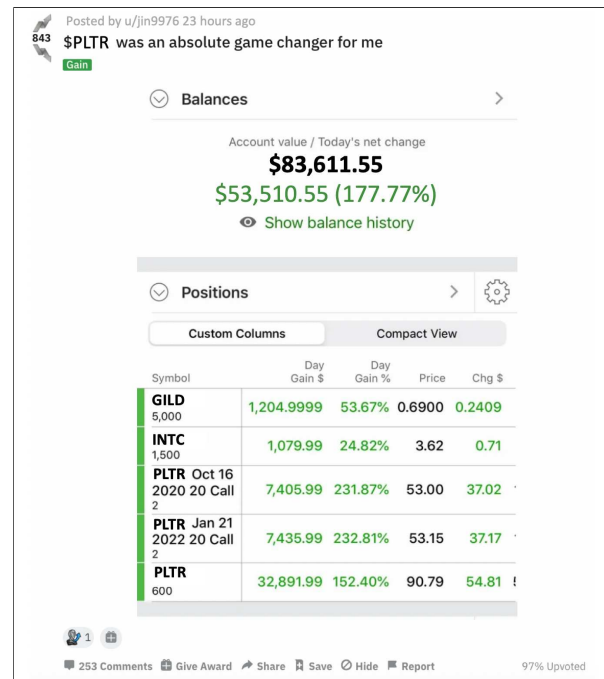 Posted by u/jin9976 23 hours ago
843
$PLTR was an absolute game changer for me
Gain
Balances
Account value / Today's net change
$83,611.55
$53,510.55 (177.77%)
Show balance history
Positions
Custom Columns Compact View
Day Day
Symbol Gain $ Gain % Price Chg $
GILD
5,000 1,204.9999 53.67% 0.6900 0.2409
INTC
1,500 1,079.99 24.82% 3.62 0.71
PLTR Oct 16
2020 20 Call 7,405.99 231.87% 53.00 37.02
2
PLTR Jan 21
2022 20 Call 7,435.99 232.81% 53.15 37.17
2
PLTR
600 32,891.99 152.40% 90.79 54.81
1
253 Comments Give Award Share Save Hide Report 97% Upvoted